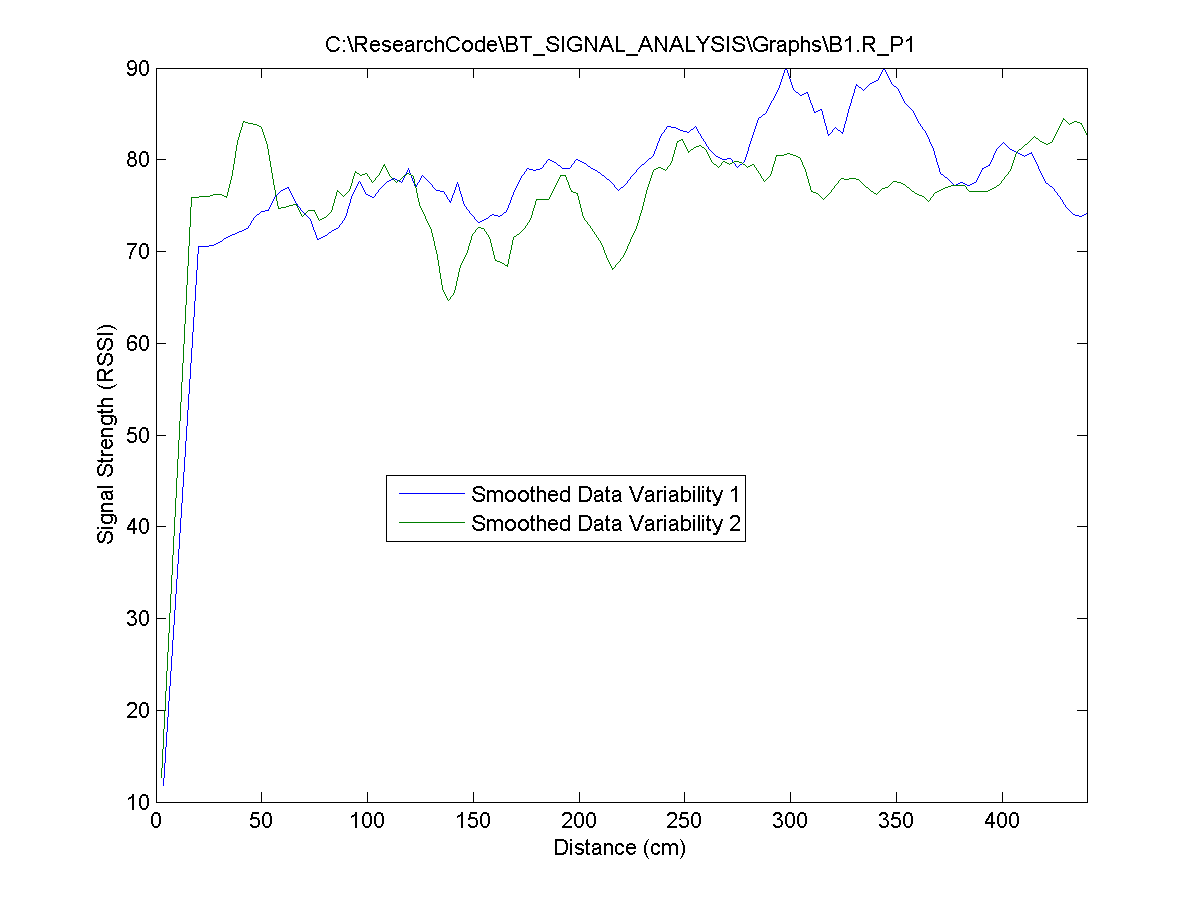 C:\ResearchCode\BT_SIGNAL_ANALYSIS\Graphs\B1.R_P1
90
80
70
60
50
40
30
20
10
Signal Strength (RSSI)
Smoothed Data Variability 1
Smoothed Data Variability 2
0 50 100 150 200 250 300 350 400
Distance (cm)